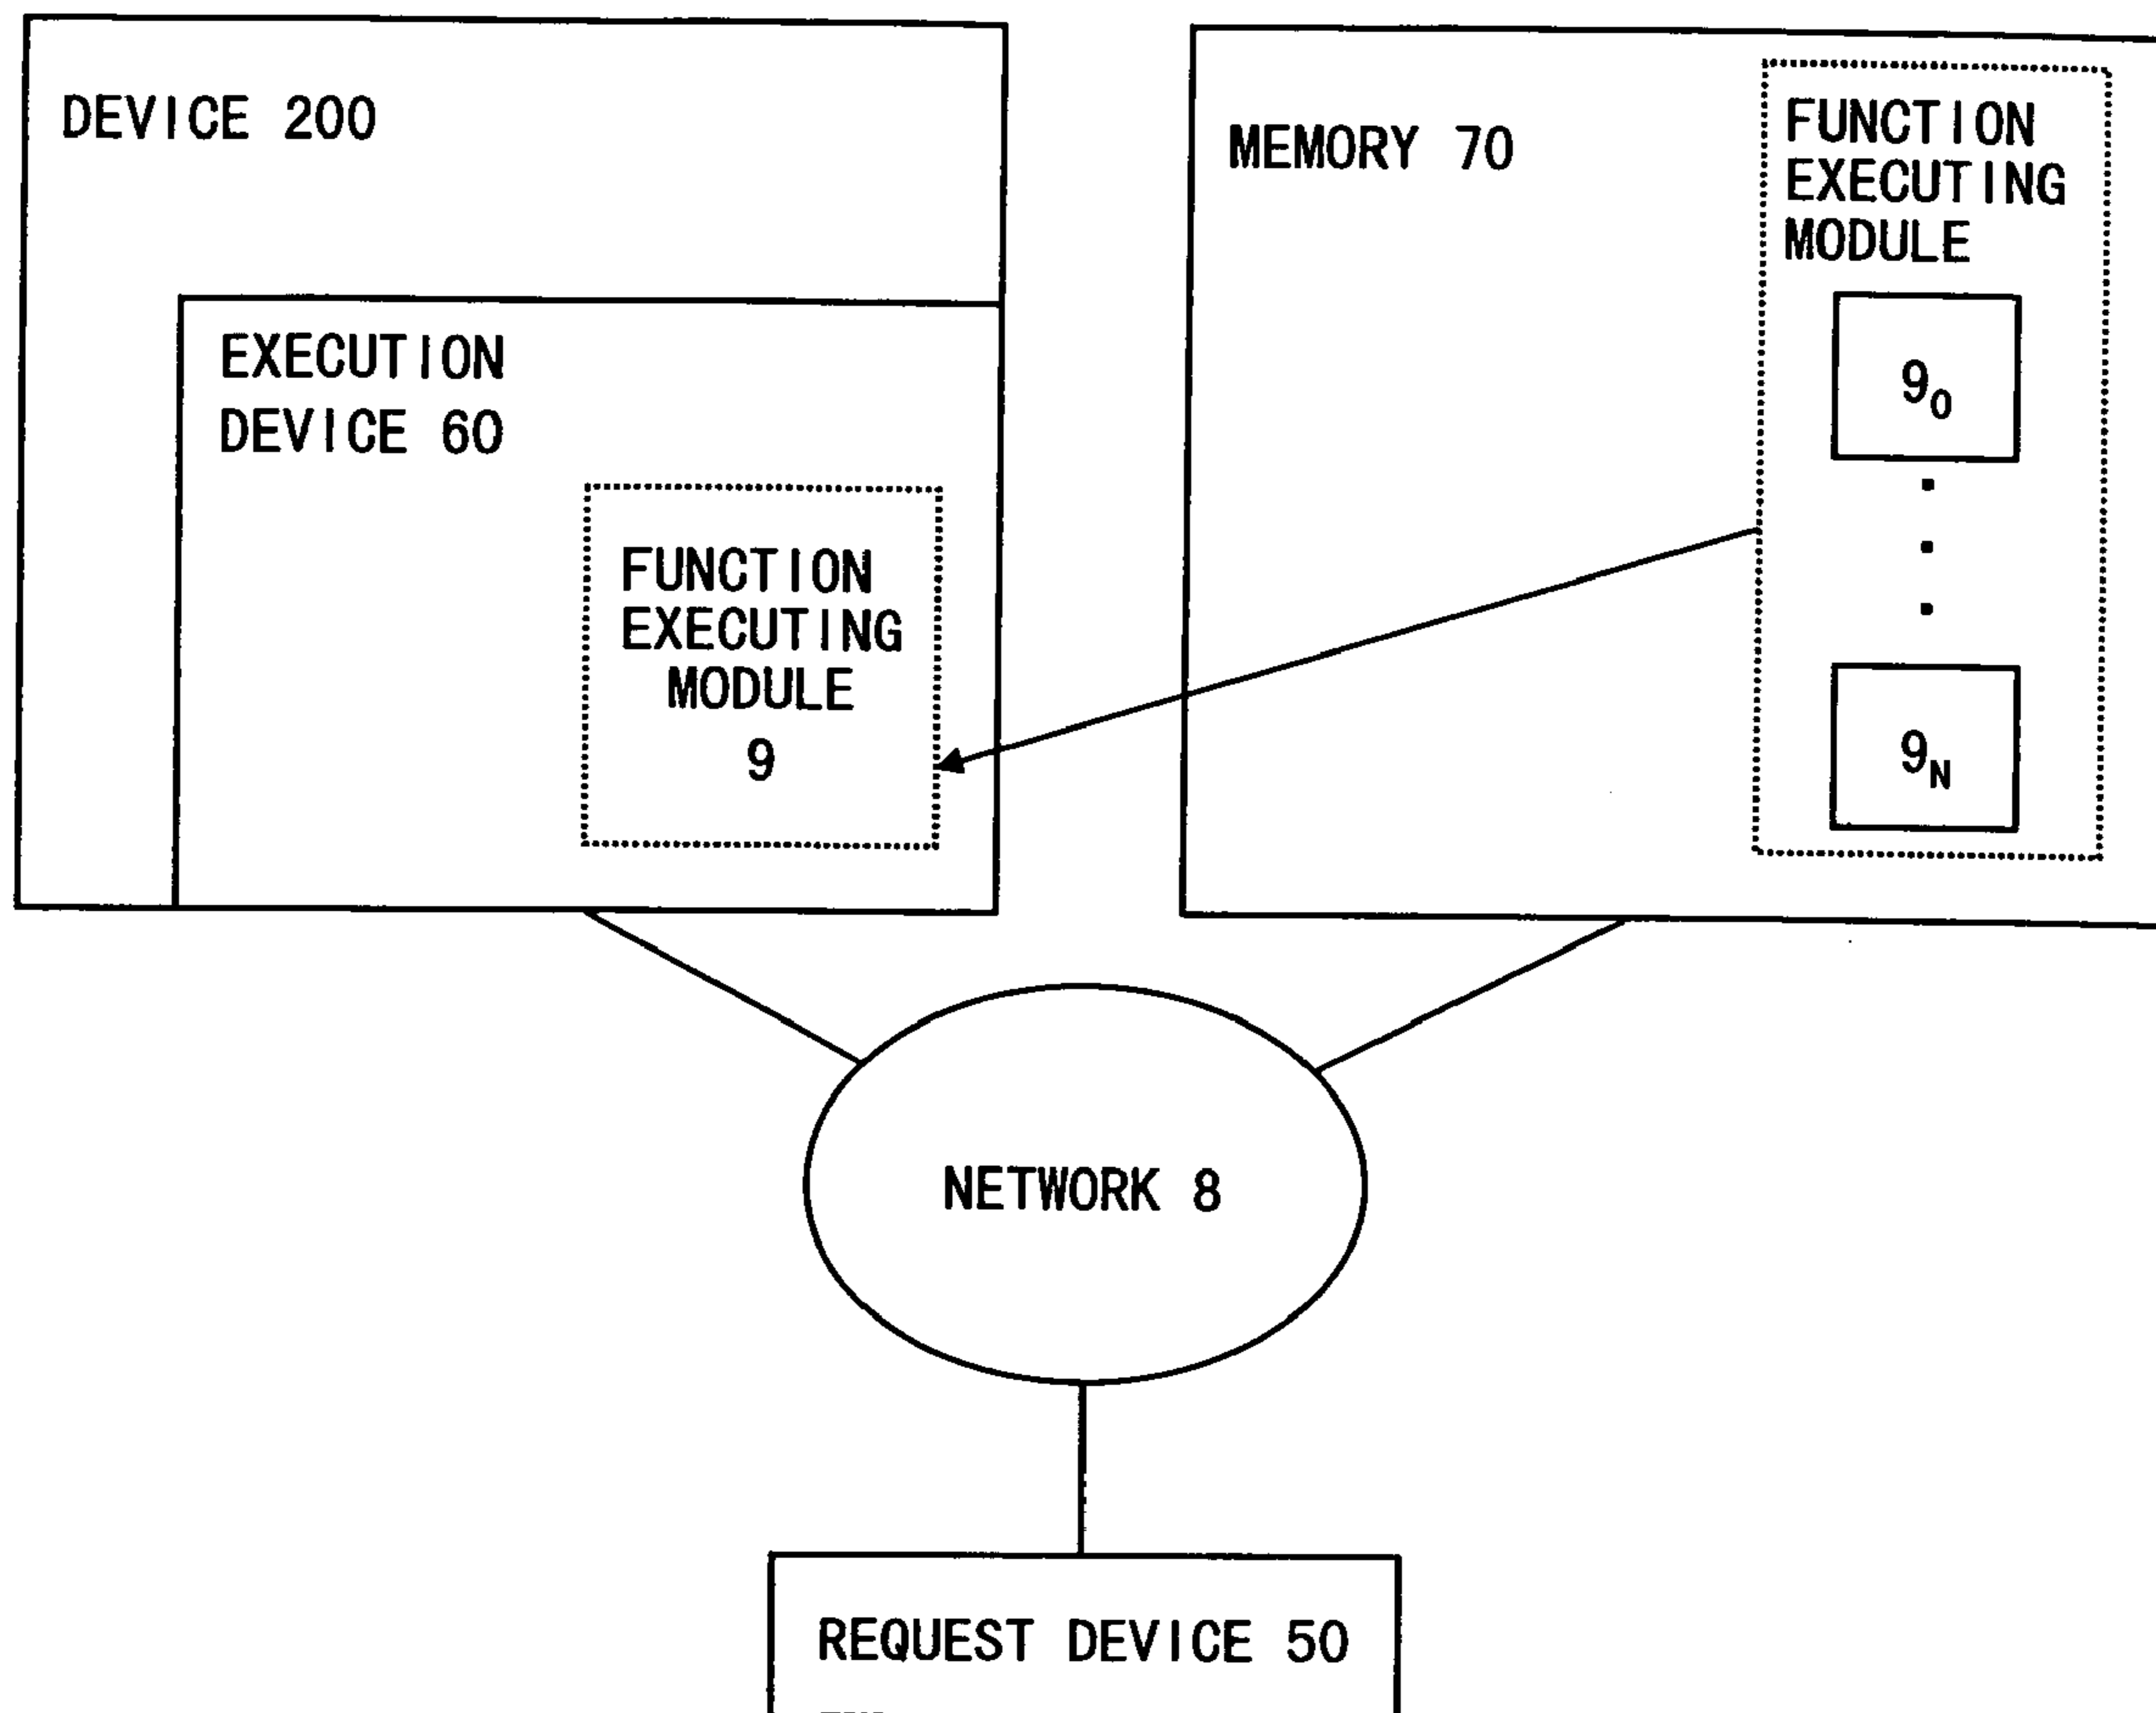 DEVICE 200
EXECUTION
DEVICE 60
FUNCTION
EXECUTING
MODULE
9
MEMORY 70
FUNCTION
EXECUTING
MODULE
9₀
9_N
NETWORK 8
REQUEST DEVICE 50